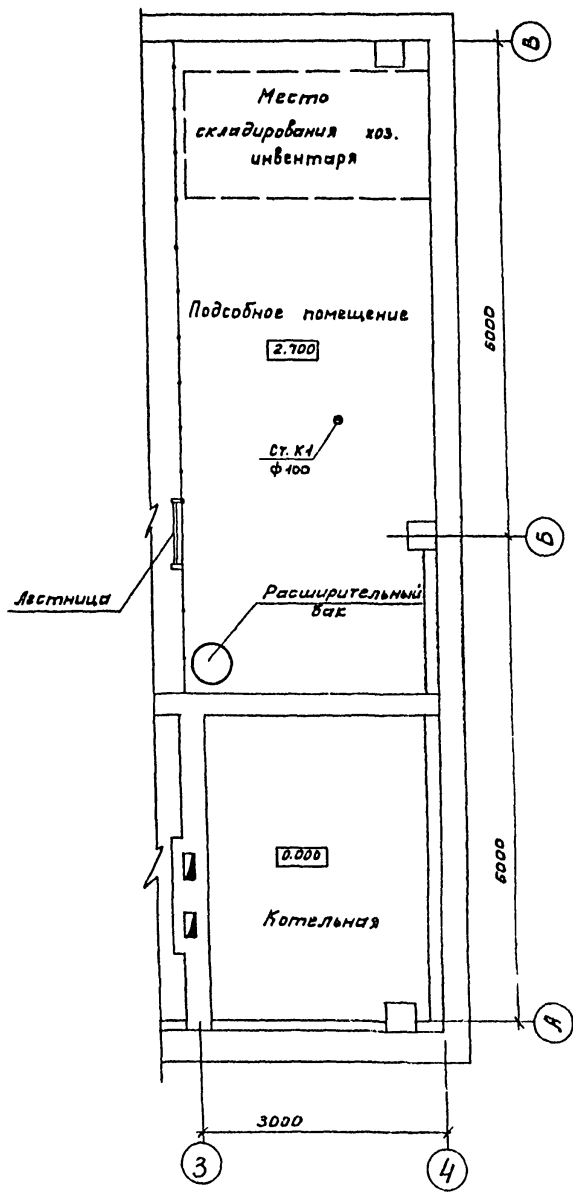 В
Место
складирования хоз.
инвентаря
Подсобное помещение
2.700
6000
Ст. К1
ф 100
Б
Лестница
Расширительный
бак
0.000
6000
Котельная
А
3000
3
4